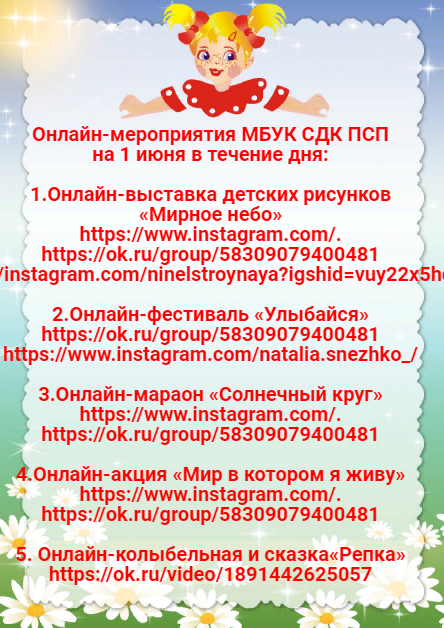 Онлайн-мероприятия МБУК СДК ПСП
на 1 июня в течение дня:
1.Онлайн-выставка детских рисунков
«Мирное небо»
https://www.instagram.com/.
https://ok.ru/group/58309079400481
/instagram.com/ninelstroynaya?igshid=vuy22x5h
2.Онлайн-фестиваль «Улыбайся»
https://ok.ru/group/58309079400481
https://www.instagram.com/natalia.snezhko_/
3.Онлайн-мараон «Солнечный круг»
https://www.instagram.com/.
https://ok.ru/group/58309079400481
4.Онлайн-акция «Мир в котором я живу»
https://www.instagram.com/.
https://ok.ru/group/58309079400481
5. Онлайн-колыбельная и сказка«Репка»
https://ok.ru/video/1891442625057